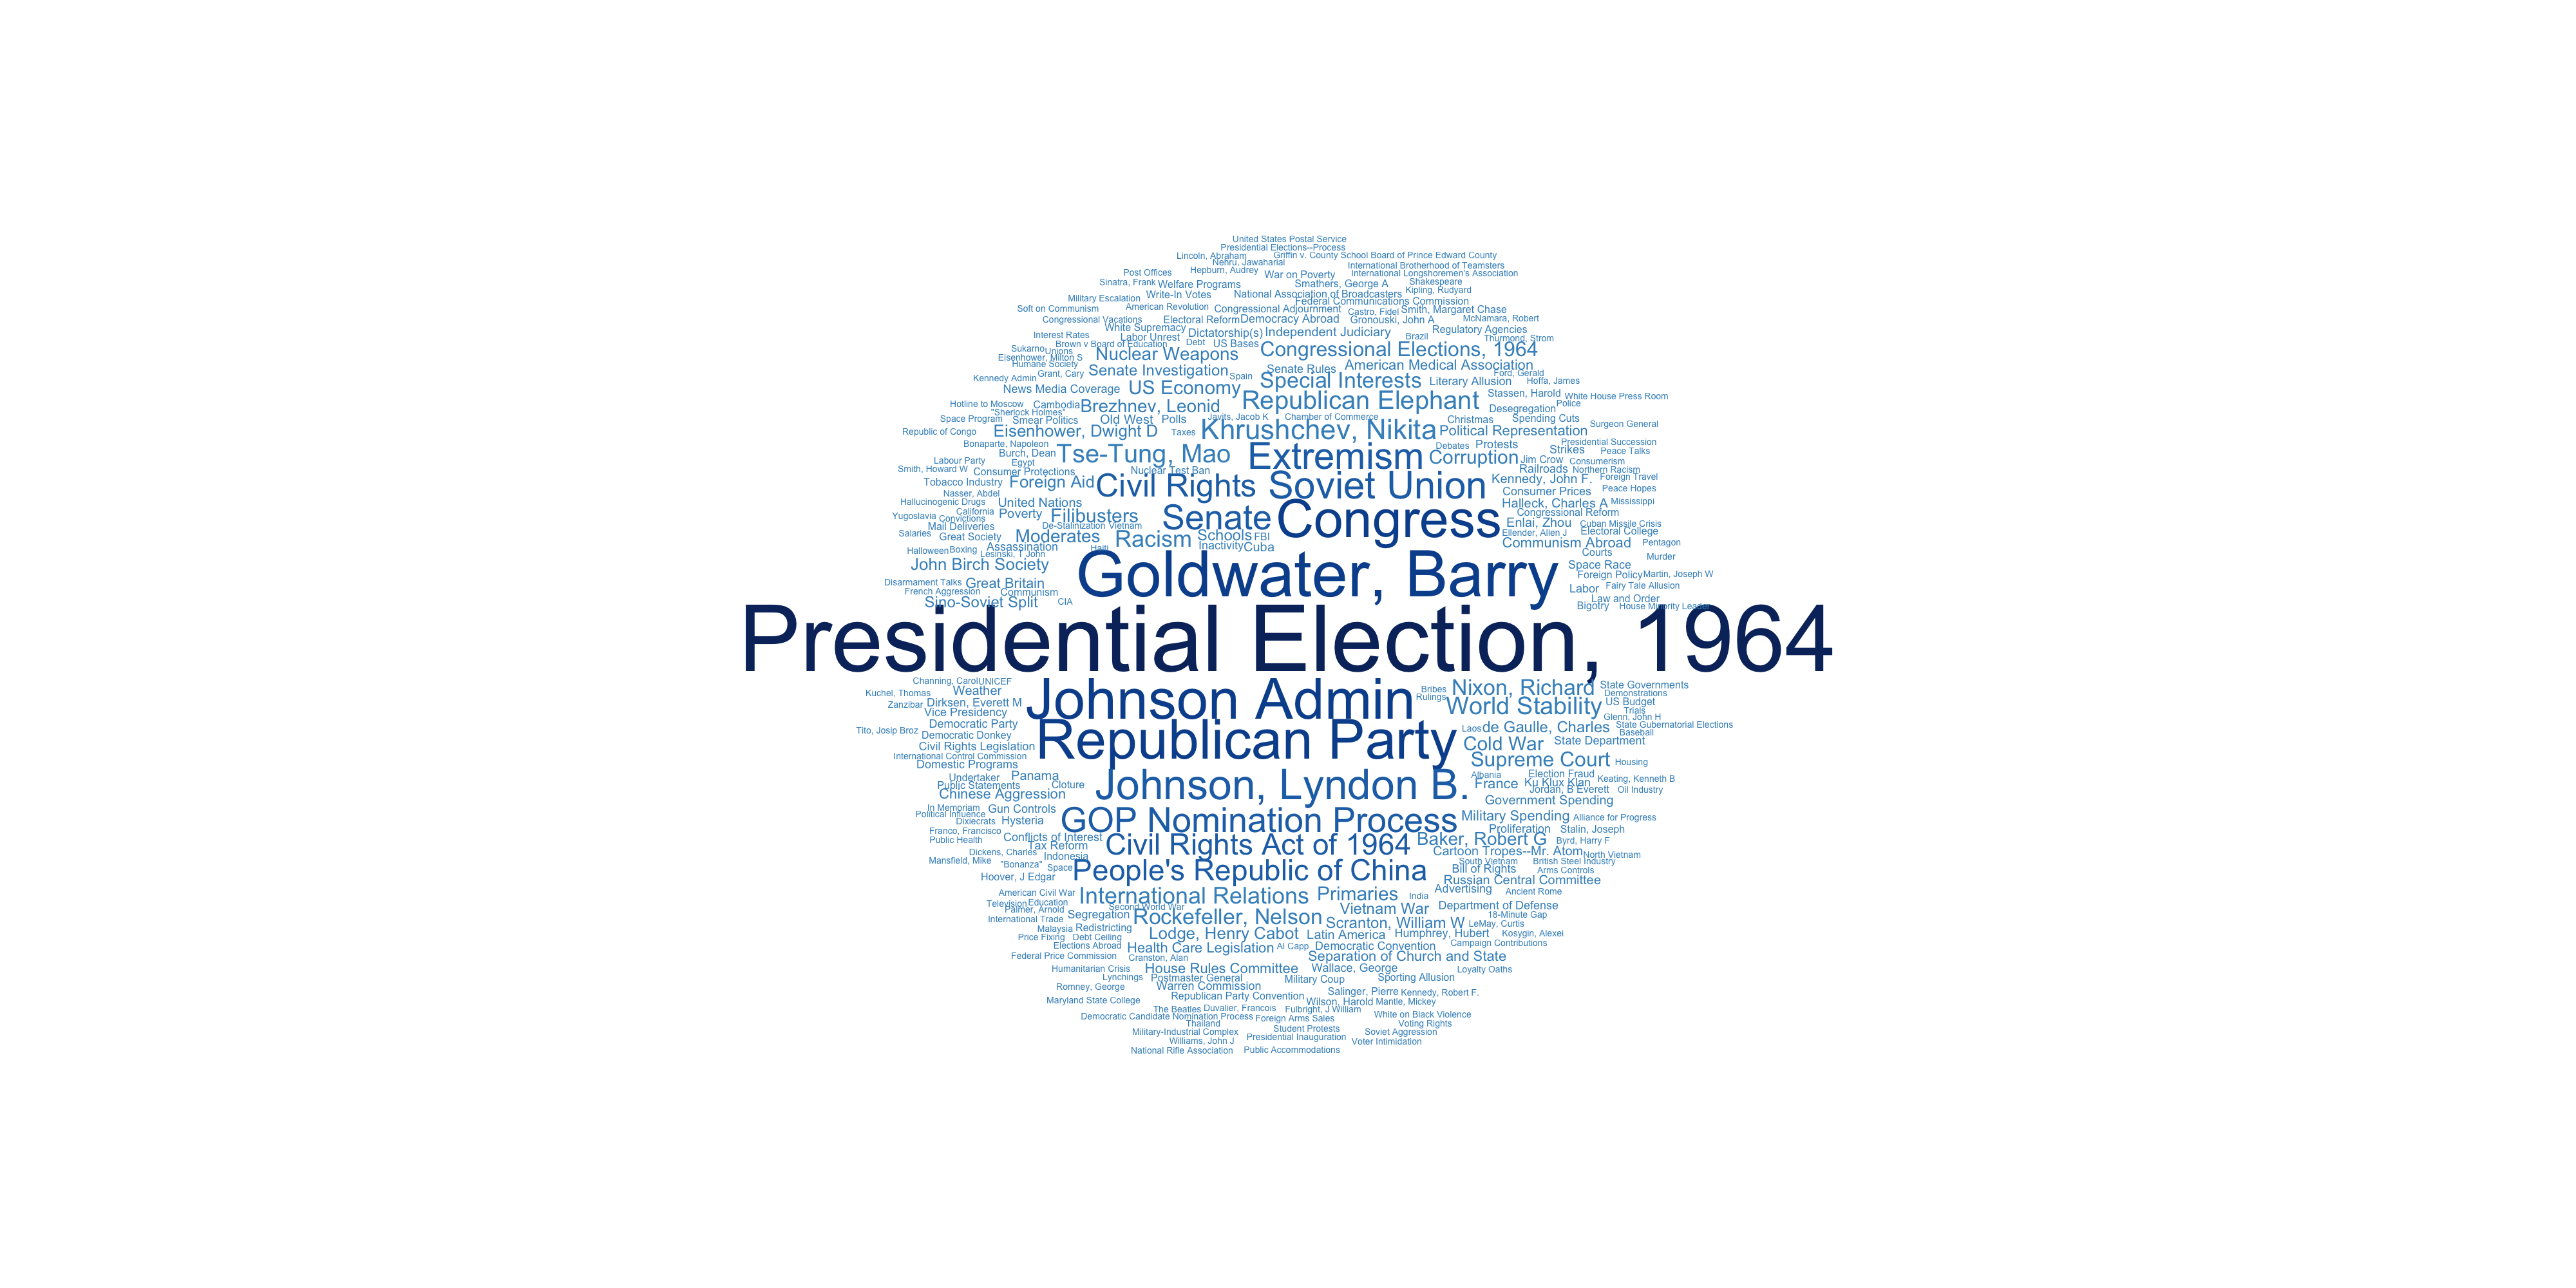 United States Postal Service
Presidential Elections--Process
Lincoln, Abraham Griffin v. County School Board of Prince Edward County
Nehru, Jawaharial International Brotherhood of Teamsters
Post Offices Hepburn, Audrey War on Poverty International Longshoremen's Association
Sinatra, Frank Welfare Programs Smathers, George A Shakespeare
Military Escalation Write-In Votes National Association of Broadcasters Kipling, Rudyard
Federal Communications Commission
Soft on Communism American Revolution Congressional Adjournment Castro, Fidel Smith, Margaret Chase
Congressional Vacations Electoral Reform Democracy Abroad Gronouski, John A McNamara, Robert
White Supremacy Dictatorship(s) Independent Judiciary Regulatory Agencies
Interest Rates Labor Unrest Brazil Thurmond, Strom
Brown v Board of Education Debt US Bases
Sukarno Unions Nuclear Weapons Congressional Elections, 1964
Eisenhower, Milton S
Humane Society Senate Investigation Senate Rules American Medical Association
Kennedy Admin Grant, Cary Spain Ford, Gerald
News Media Coverage US Economy Special Interests Literary Allusion Hoffa, James
Stassen, Harold White House Press Room
Hotline to Moscow Cambodia Brezhnev, Leonid Republican Elephant Desegregation Police
"Sherlock Holmes"
Space Program Smear Politics Old West Polls Javits, Jacob K Chamber of Commerce Christmas Spending Cuts
Surgeon General
Republic of Congo Eisenhower, Dwight D Taxes Khrushchev, Nikita Political Representation
Bonaparte, Napoleon Debates Protests Presidential Succession
Burch, Dean Tse-Tung, Mao Extremism Corruption Strikes Peace Talks
Labour Party Egypt Jim Crow Consumerism
Smith, Howard W Consumer Protections Nuclear Test Ban Railroads Northern Racism
Tobacco Industry Foreign Aid Civil Rights Soviet Union Kennedy, John F. Foreign Travel
Nasser, Abdel Consumer Prices Peace Hopes
Hallucinogenic Drugs United Nations Halleck, Charles A Mississippi
California Congressional Reform
Yugoslavia Convictions Poverty Filibusters Senate Congress
Mail Deliveries De-Stalinization Vietnam Enlai, Zhou Cuban Missile Crisis
Salaries Great Society Moderates Racism Schools FBI Ellender, Allen J Electoral College
Assassination Inactivity Cuba Communism Abroad Pentagon
Halloween Boxing Lesinski, T John Haiti Courts
Murder
John Birch Society Goldwater, Barry Space Race
Foreign Policy Martin, Joseph W
Disarmament Talks Great Britain Labor Fairy Tale Allusion
French Aggression Communism
Sino-Soviet Split CIA Law and Order
Bigotry House Minority Leader
Presidential Election, 1964
Channing, Carol UNICEF
Kuchel, Thomas Weather Johnson Admin Bribes Nixon, Richard State Governments
Rulings Demonstrations
Zanzibar Dirksen, Everett M World Stability US Budget
Vice Presidency Trials
Glenn, John H
Democratic Party Laos de Gaulle, Charles State Gubernatorial Elections
Tito, Josip Broz Democratic Donkey Republican Party Baseball
Civil Rights Legislation Cold War State Department
International Control Commission Supreme Court Housing
Domestic Programs
Undertaker Panama Johnson, Lyndon B. Albania Election Fraud Keating, Kenneth B
Public Statements Cloture France Ku Klux Klan
Chinese Aggression Jordan, B Everett Oil Industry
Government Spending
In Memoriam Gun Controls GOP Nomination Process Military Spending Alliance for Progress
Political Influence
Dixiecrats Hysteria
Franco, Francisco Proliferation Stalin, Joseph
Public Health Conflicts of Interest Civil Rights Act of 1964 Baker, Robert G Byrd, Harry F
Tax Reform
Dickens, Charles Indonesia Cartoon Tropes--Mr. Atom North Vietnam
Mansfield, Mike "Bonanza" Space People's Republic of China South Vietnam British Steel Industry
Bill of Rights Arms Controls
Hoover, J Edgar Russian Central Committee
American Civil War International Relations Primaries India Advertising Ancient Rome
Television Education
Palmer, Arnold Second World War Vietnam War Department of Defense
International Trade Segregation Rockefeller, Nelson 18-Minute Gap
Malaysia Redistricting Scranton, William W LeMay, Curtis
Price Fixing Debt Ceiling Lodge, Henry Cabot Latin America Humphrey, Hubert Kosygin, Alexei
Elections Abroad Health Care Legislation Al Capp Democratic Convention Campaign Contributions
Federal Price Commission Cranston, Alan Separation of Church and State
Humanitarian Crisis House Rules Committee Wallace, George Loyalty Oaths
Lynchings Postmaster General Military Coup Sporting Allusion
Romney, George Warren Commission
Salinger, Pierre Kennedy, Robert F.
Maryland State College Republican Party Convention Wilson, Harold Mantle, Mickey
The Beatles Duvalier, Francois Fulbright, J William
Democratic Candidate Nomination Process Foreign Arms Sales White on Black Violence
Thailand Voting Rights
Military-Industrial Complex Student Protests Soviet Aggression
Williams, John J Presidential Inauguration Voter Intimidation
National Rifle Association Public Accommodations